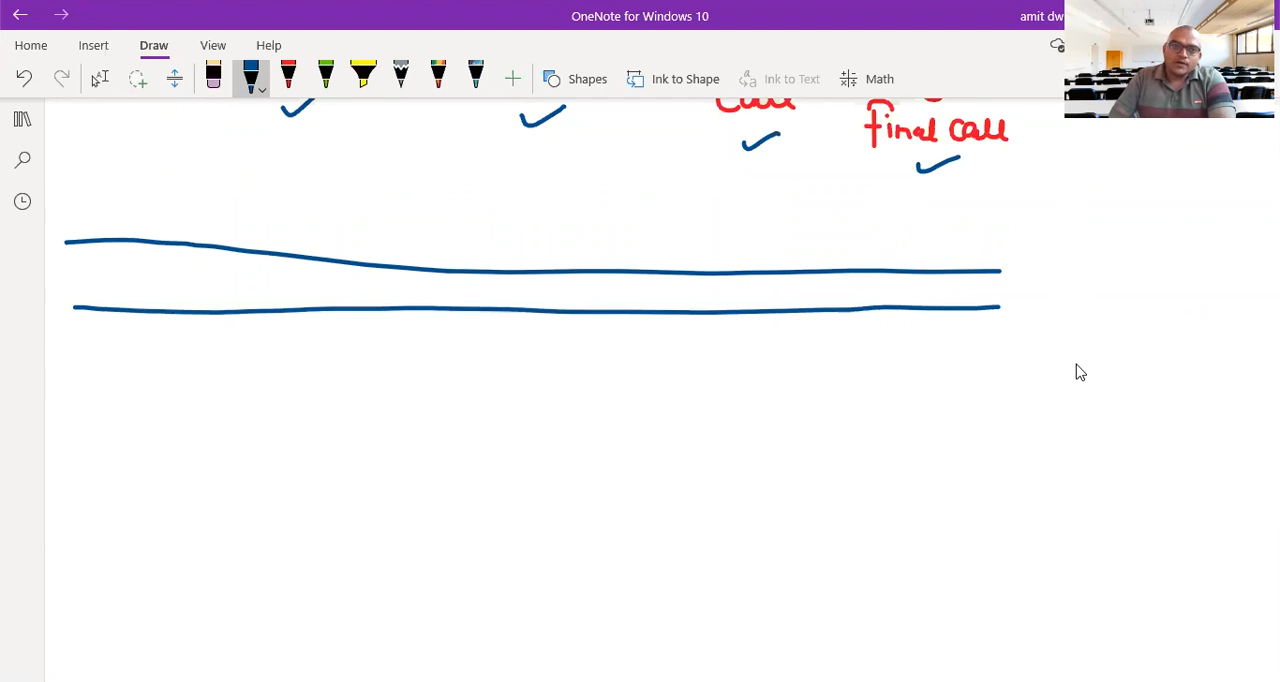 OneNote for Windows 10
amit dw
Home Insert Draw View Help
Shapes Ink to Shape Ink to Text Math
final call